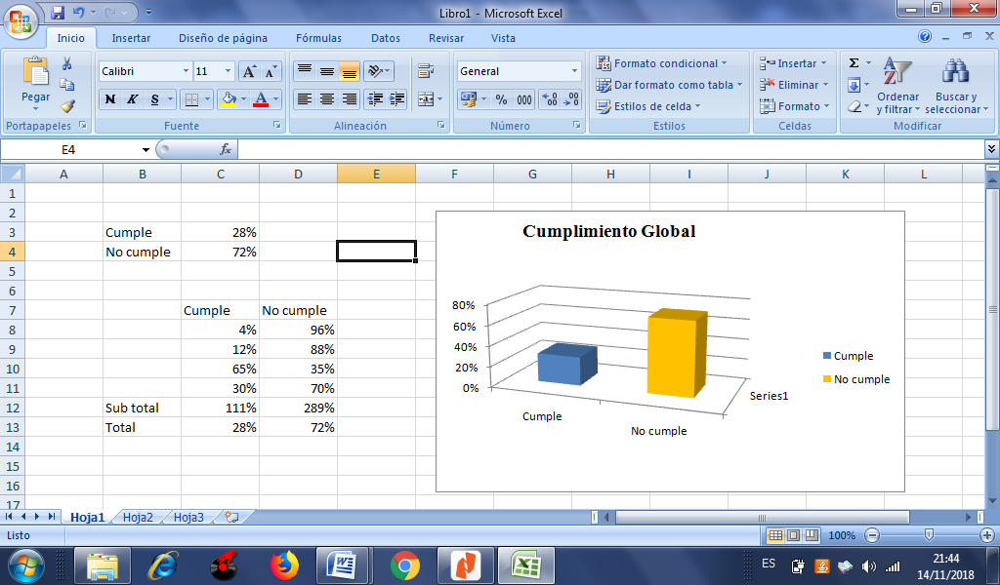 Libro1 - Microsoft Excel
Inicio Insertar Diseño de página Fórmulas Datos Revisar Vista
Pegar
Portapapeles
Calibri 11 A A
N K S A
Fuente
Alineación
General
% 000
Número
Formato condicional
Dar formato como tabla
Estilos de celda
Estilos
Insertar
Eliminar
Formato
Celdas
Σ
Ordenar y filtrar
Buscar y seleccionar
Modificar
E4 fx
A B C D E F G H I J K L
1
2
3 Cumple 28%
4 No cumple 72%
5
6
7 Cumple No cumple
8 4% 96%
9 12% 88%
10 65% 35%
11 30% 70%
12 Sub total 111% 289%
13 Total 28% 72%
14
15
16
17
Cumplimiento Global
80%
60%
40%
20%
0%
Cumple
No cumple
Series1
Cumple
No cumple
Hoja1 Hoja2 Hoja3
Listo 100%
ES 21:44
14/11/2018